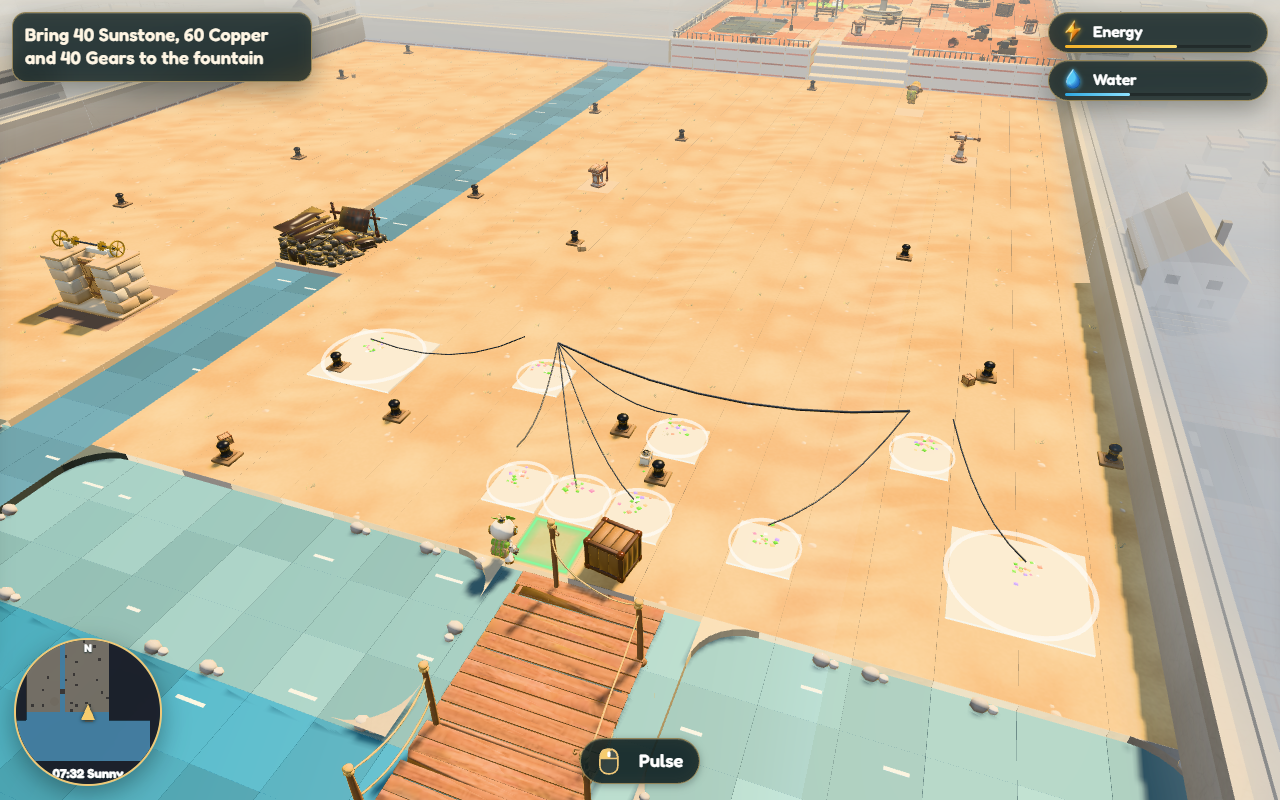 Bring 40 Sunstone, 60 Copper
and 40 Gears to the fountain
Energy
Water
N
07:32 Sunny
Pulse